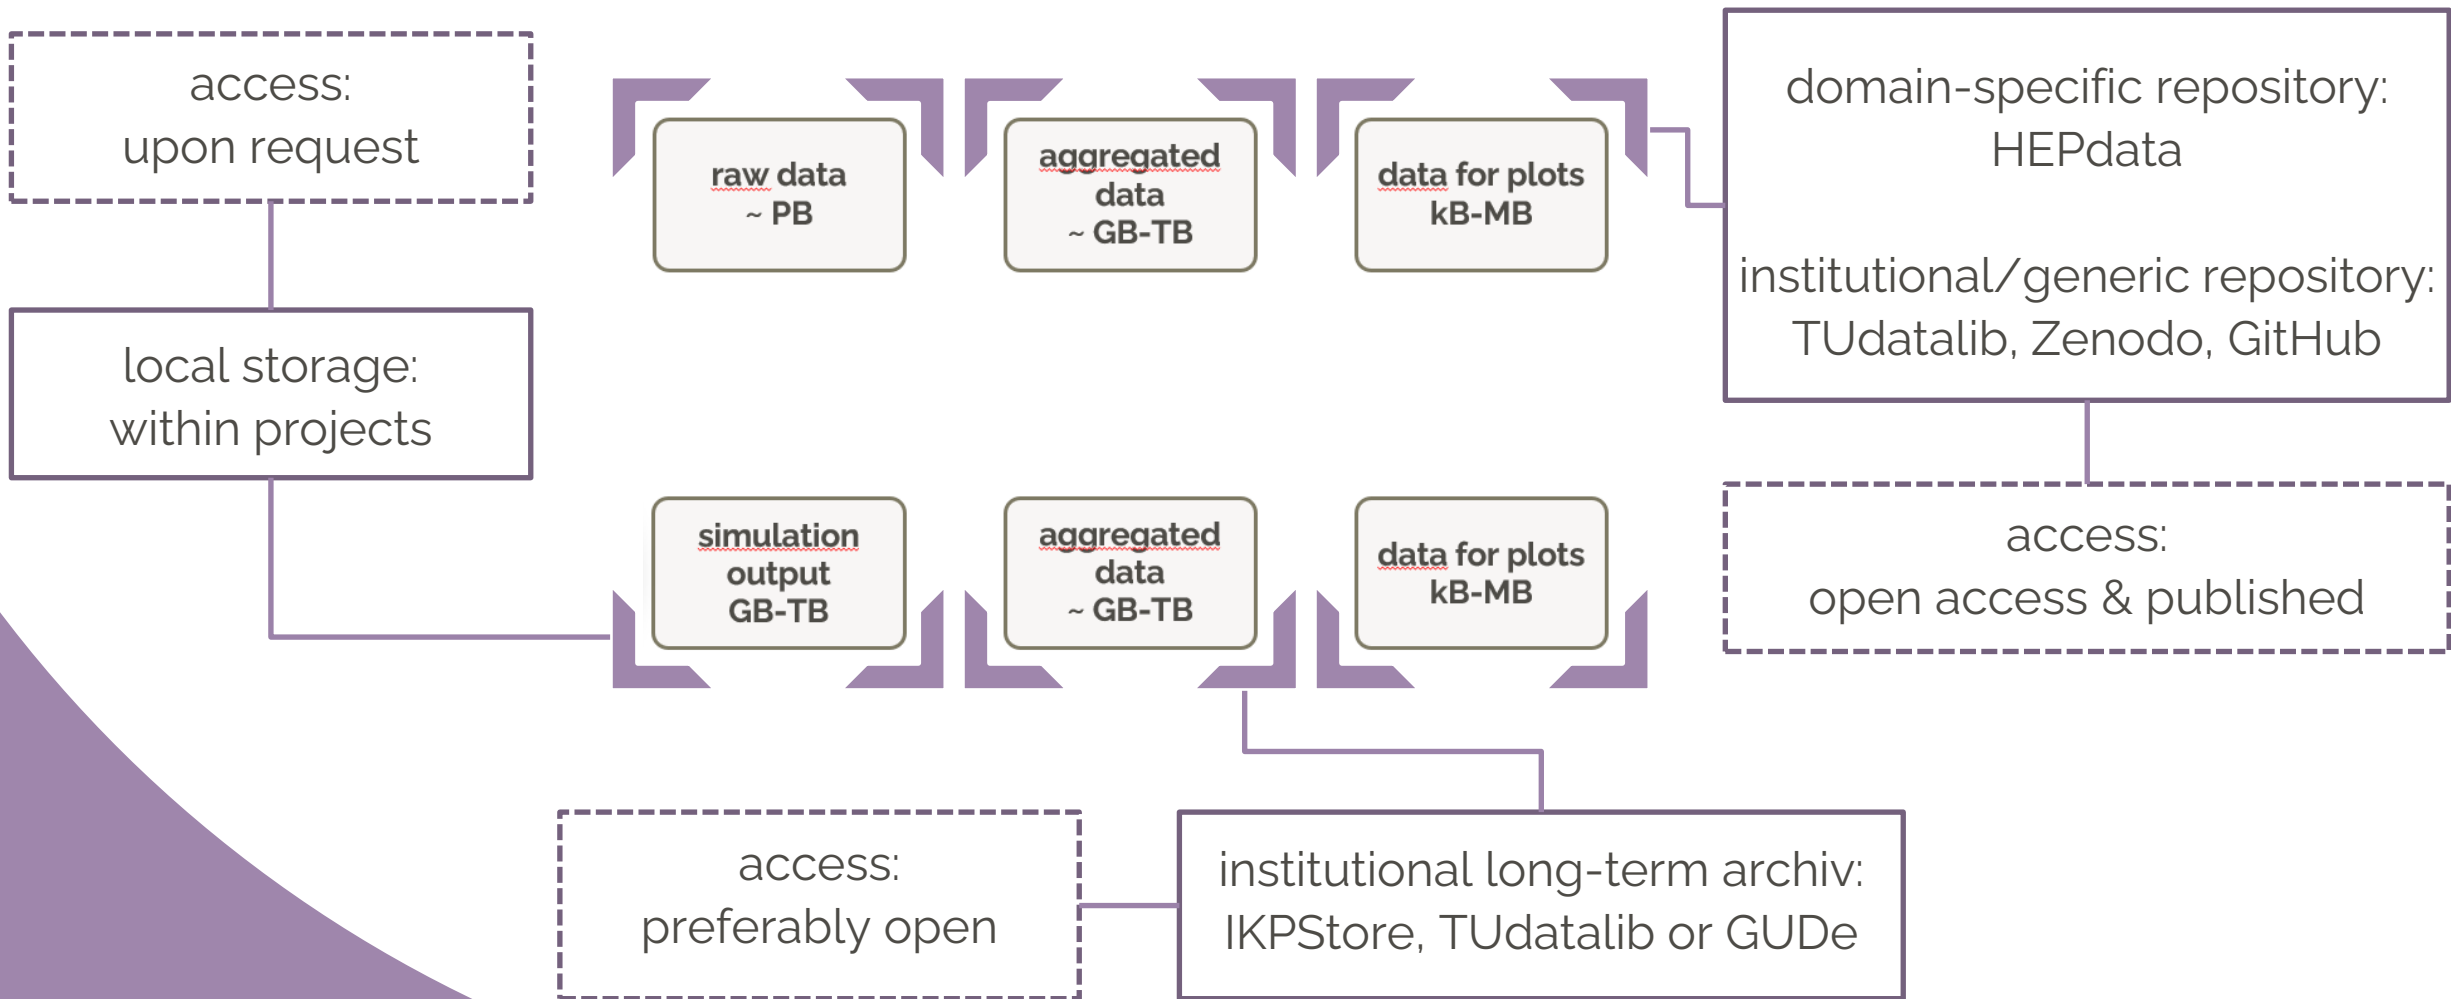 access:
upon request
local storage:
within projects
raw data
~ PB
aggregated
data
~ GB-TB
data for plots
kB-MB
domain-specific repository:
HEPdata
institutional/generic repository:
TUdatalib, Zenodo, GitHub
simulation
output
GB-TB
aggregated
data
~ GB-TB
data for plots
kB-MB
access:
open access & published
access:
preferably open
institutional long-term archiv:
IKPStore, TUdatalib or GUDe